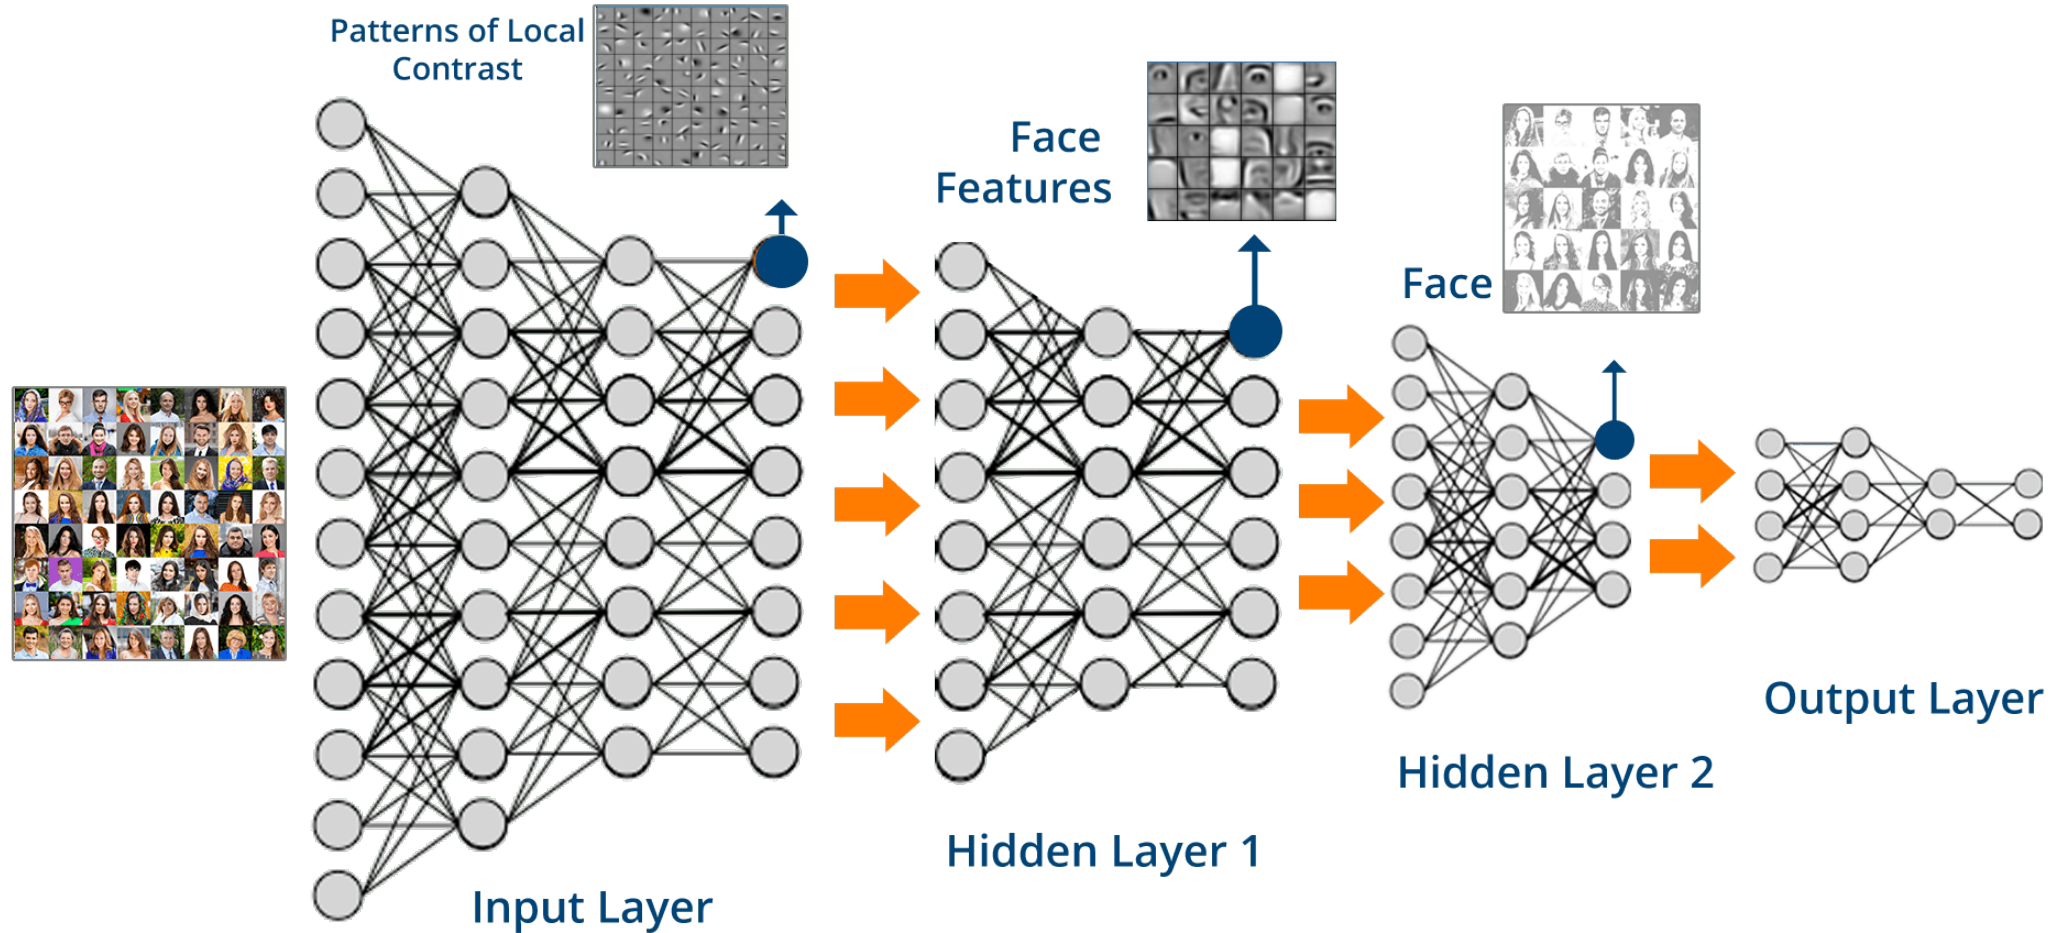 Patterns of Local
Contrast
Face
Features
Face
Input Layer
Hidden Layer 1
Hidden Layer 2
Output Layer